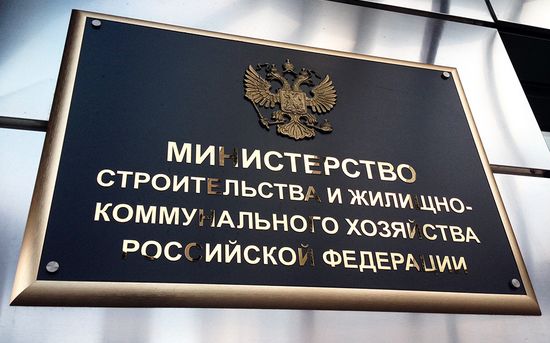 МИНИСТЕРСТВО
СТРОИТЕЛЬСТВА И ЖИЛИЩНО-
КОММУНАЛЬНОГО ХОЗЯЙСТВА
РОССИЙСКОЙ ФЕДЕРАЦИИ